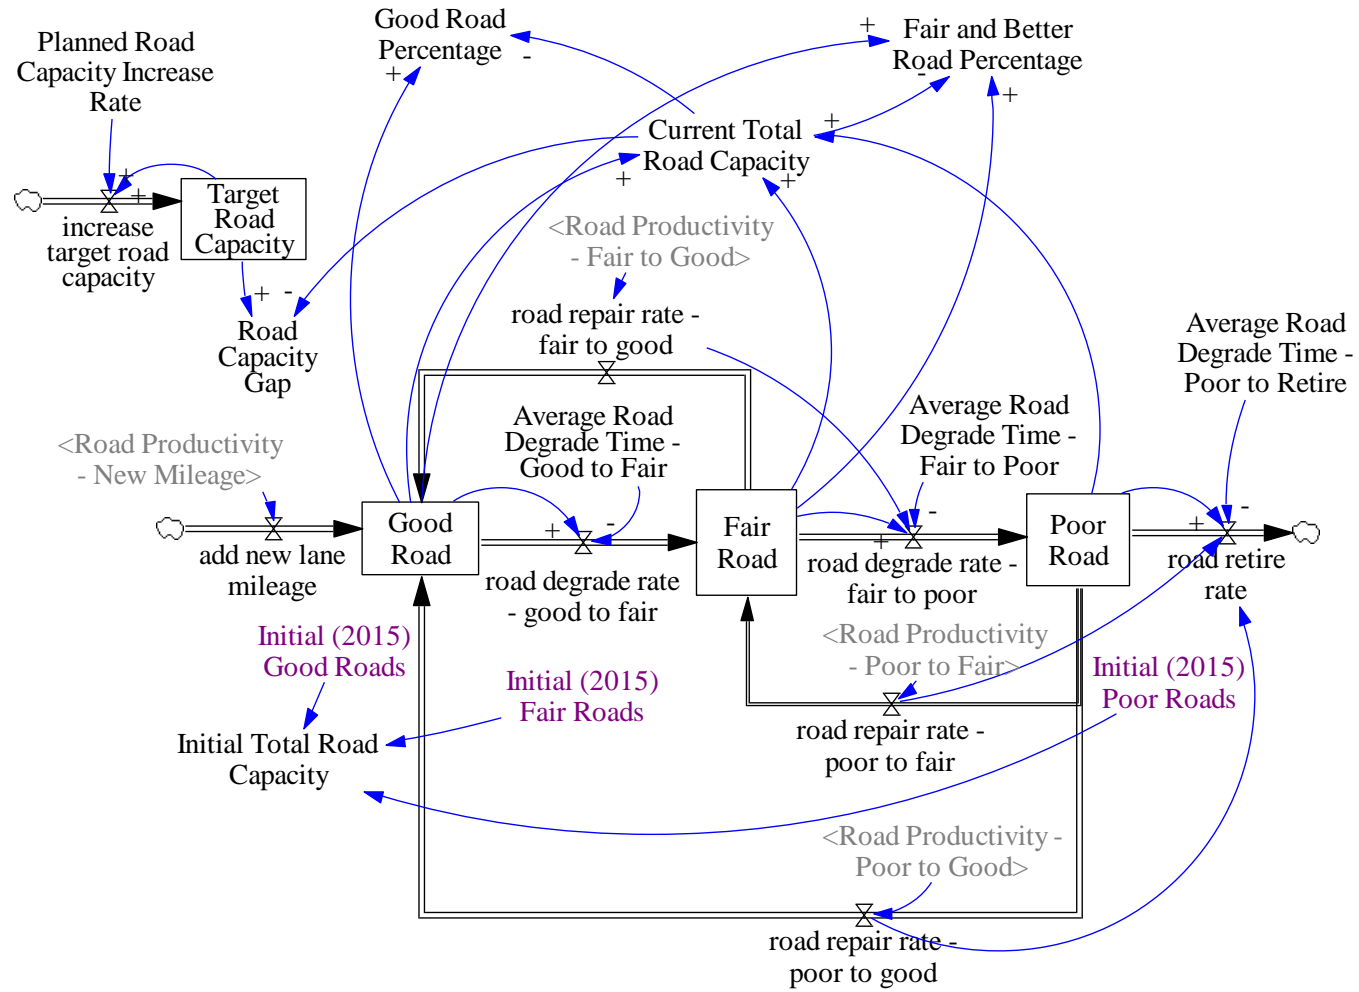 Good Road
Percentage
Fair and Better
Road Percentage
Planned Road
Capacity Increase
Rate
Current Total
Road Capacity
Target
Road
Capacity
increase
target road
capacity
<Road Productivity
- Fair to Good>
Road
Capacity
Gap
road repair rate -
fair to good
Average Road
Degrade Time -
Poor to Retire
Average Road
Degrade Time -
Good to Fair
Average Road
Degrade Time -
Fair to Poor
<Road Productivity
- New Mileage>
Good
Road
Fair
Road
Poor
Road
add new lane
mileage
road degrade rate
- good to fair
road degrade rate -
fair to poor
road retire
rate
Initial (2015)
Good Roads
Initial (2015)
Fair Roads
<Road Productivity
- Poor to Fair>
Initial (2015)
Poor Roads
Initial Total Road
Capacity
road repair rate -
poor to fair
<Road Productivity -
Poor to Good>
road repair rate -
poor to good